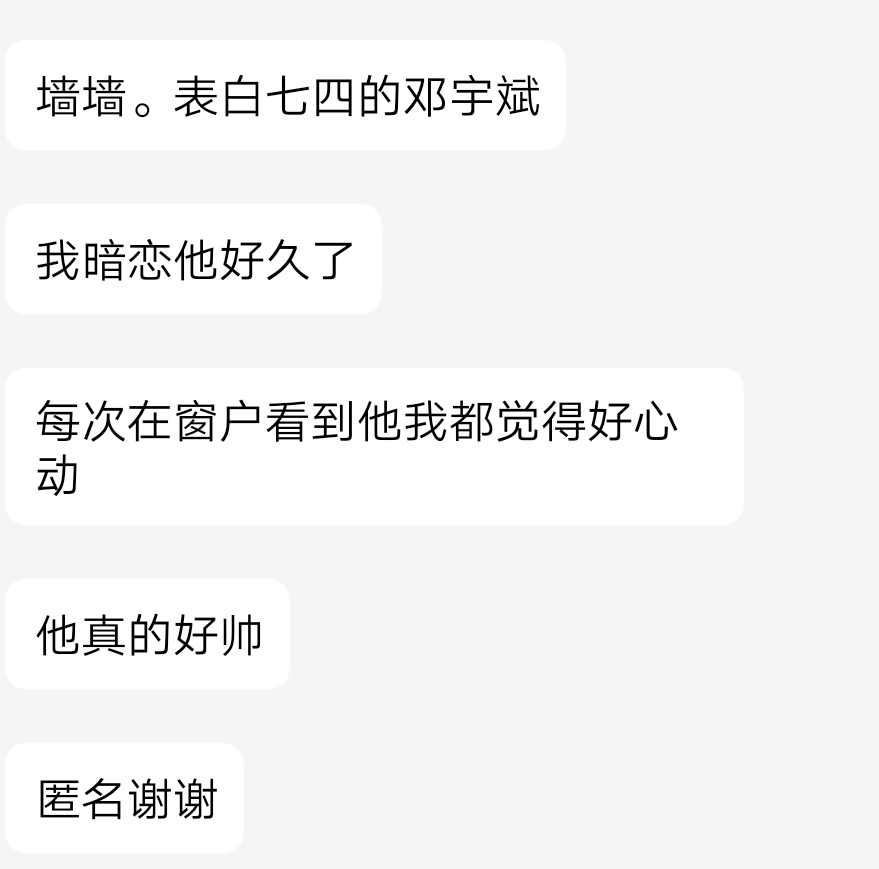 墙墙。表白七四的邓宇斌
我暗恋他好久了
每次在窗户看到他我都觉得好心
动
他真的好帅
匿名谢谢